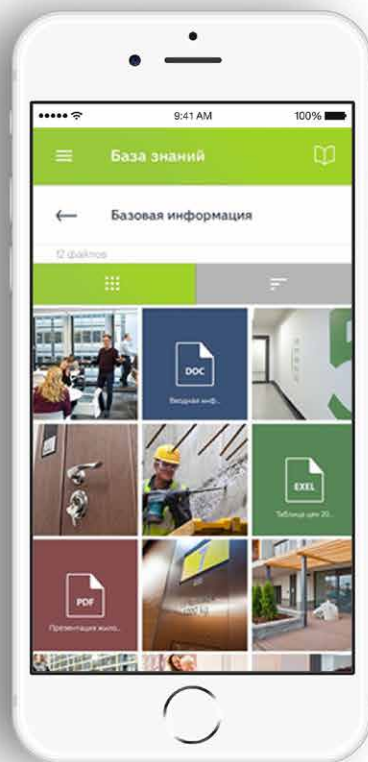 9:41 AM
100%
База знаний
Базовая информация
12 файлов
DOC
Вводная инф..
EXEL
Таблица цен 20..
PDF
Презентация жило..